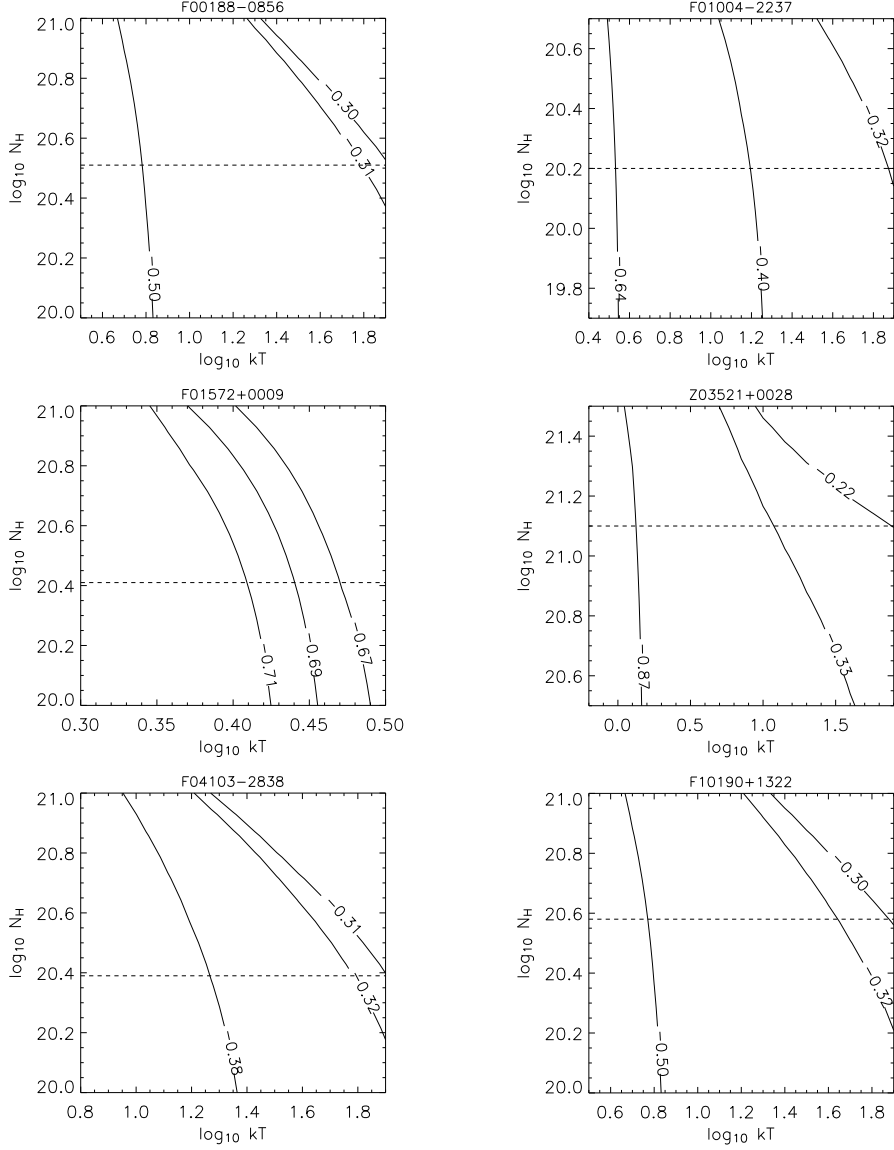 F00188−0856
21.0
20.8
20.6
20.4
20.2
20.0
log10 NH
−0.50
−0.31
−0.30
0.6 0.8 1.0 1.2 1.4 1.6 1.8
log10 kT
F01004−2237
20.6
20.4
20.2
20.0
19.8
log10 NH
−0.64
−0.40
−0.32
0.4 0.6 0.8 1.0 1.2 1.4 1.6 1.8
log10 kT
F01572+0009
21.0
20.8
20.6
20.4
20.2
20.0
log10 NH
−0.71
−0.69
−0.67
0.30 0.35 0.40 0.45 0.50
log10 kT
Z03521+0028
21.4
21.2
21.0
20.8
20.6
log10 NH
−0.87
−0.33
−0.22
0.0 0.5 1.0 1.5
log10 kT
F04103−2838
21.0
20.8
20.6
20.4
20.2
20.0
log10 NH
−0.38
−0.32
−0.31
0.8 1.0 1.2 1.4 1.6 1.8
log10 kT
F10190+1322
21.0
20.8
20.6
20.4
20.2
20.0
log10 NH
−0.50
−0.32
−0.30
0.6 0.8 1.0 1.2 1.4 1.6 1.8
log10 kT